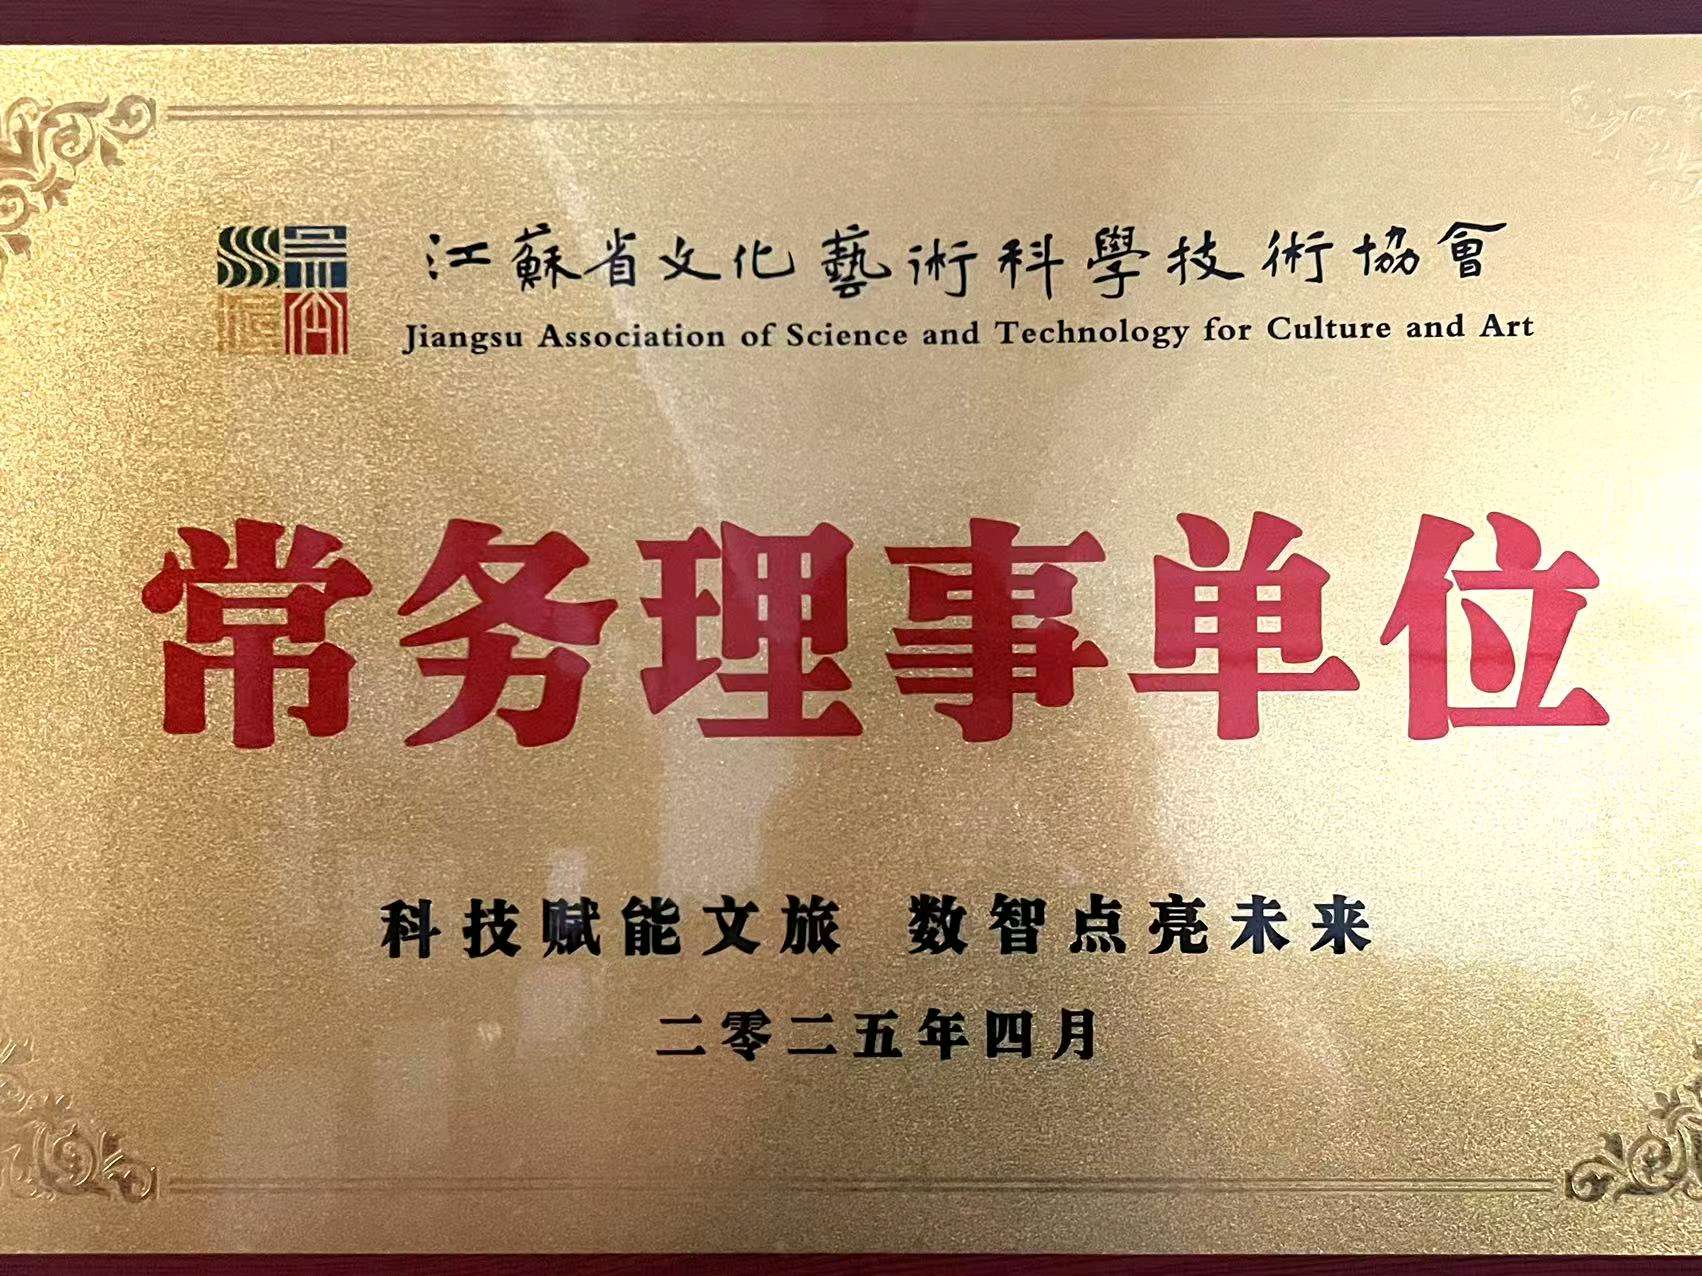 江蘇省文化藝術科學技術協會
Jiangsu Association of Science and Technology for Culture and Art
常务理事单位
科技赋能文旅 数智点亮未来
二零二五年四月